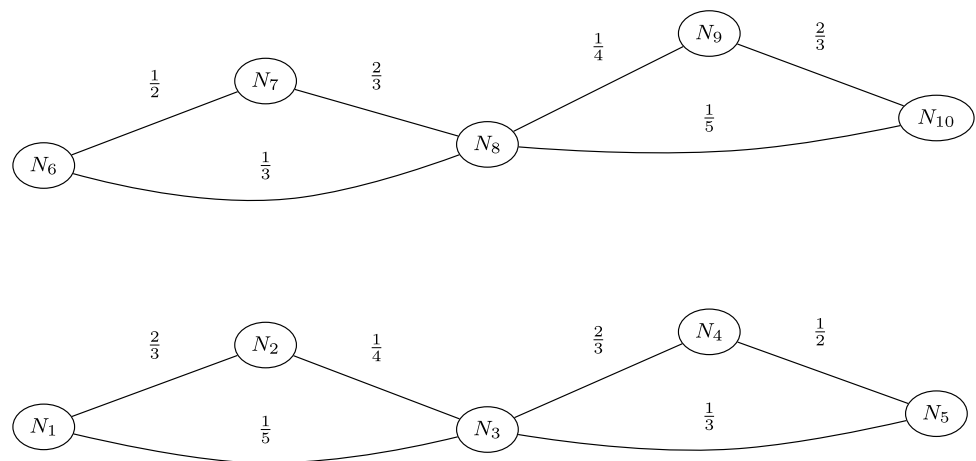 N₉
1/4
2/3
N₇
1/2
2/3
N₁₀
1/5
N₈
N₆
1/3
N₄
2/3
1/2
N₂
2/3
1/4
N₅
1/3
N₁
1/5
N₃